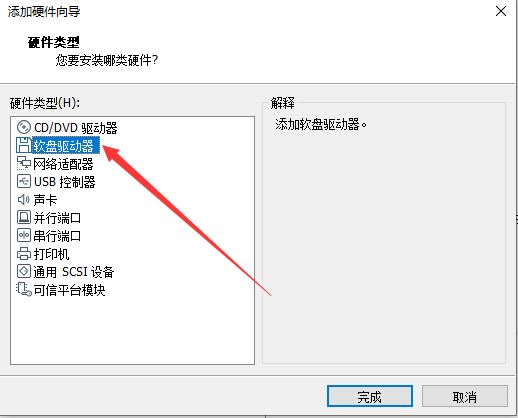 添加硬件向导
硬件类型
您要安装哪类硬件?
硬件类型(H):
CD/DVD 驱动器
软盘驱动器
网络适配器
USB 控制器
声卡
并行端口
串行端口
打印机
通用 SCSI 设备
可信平台模块
解释
添加软盘驱动器。
完成
取消